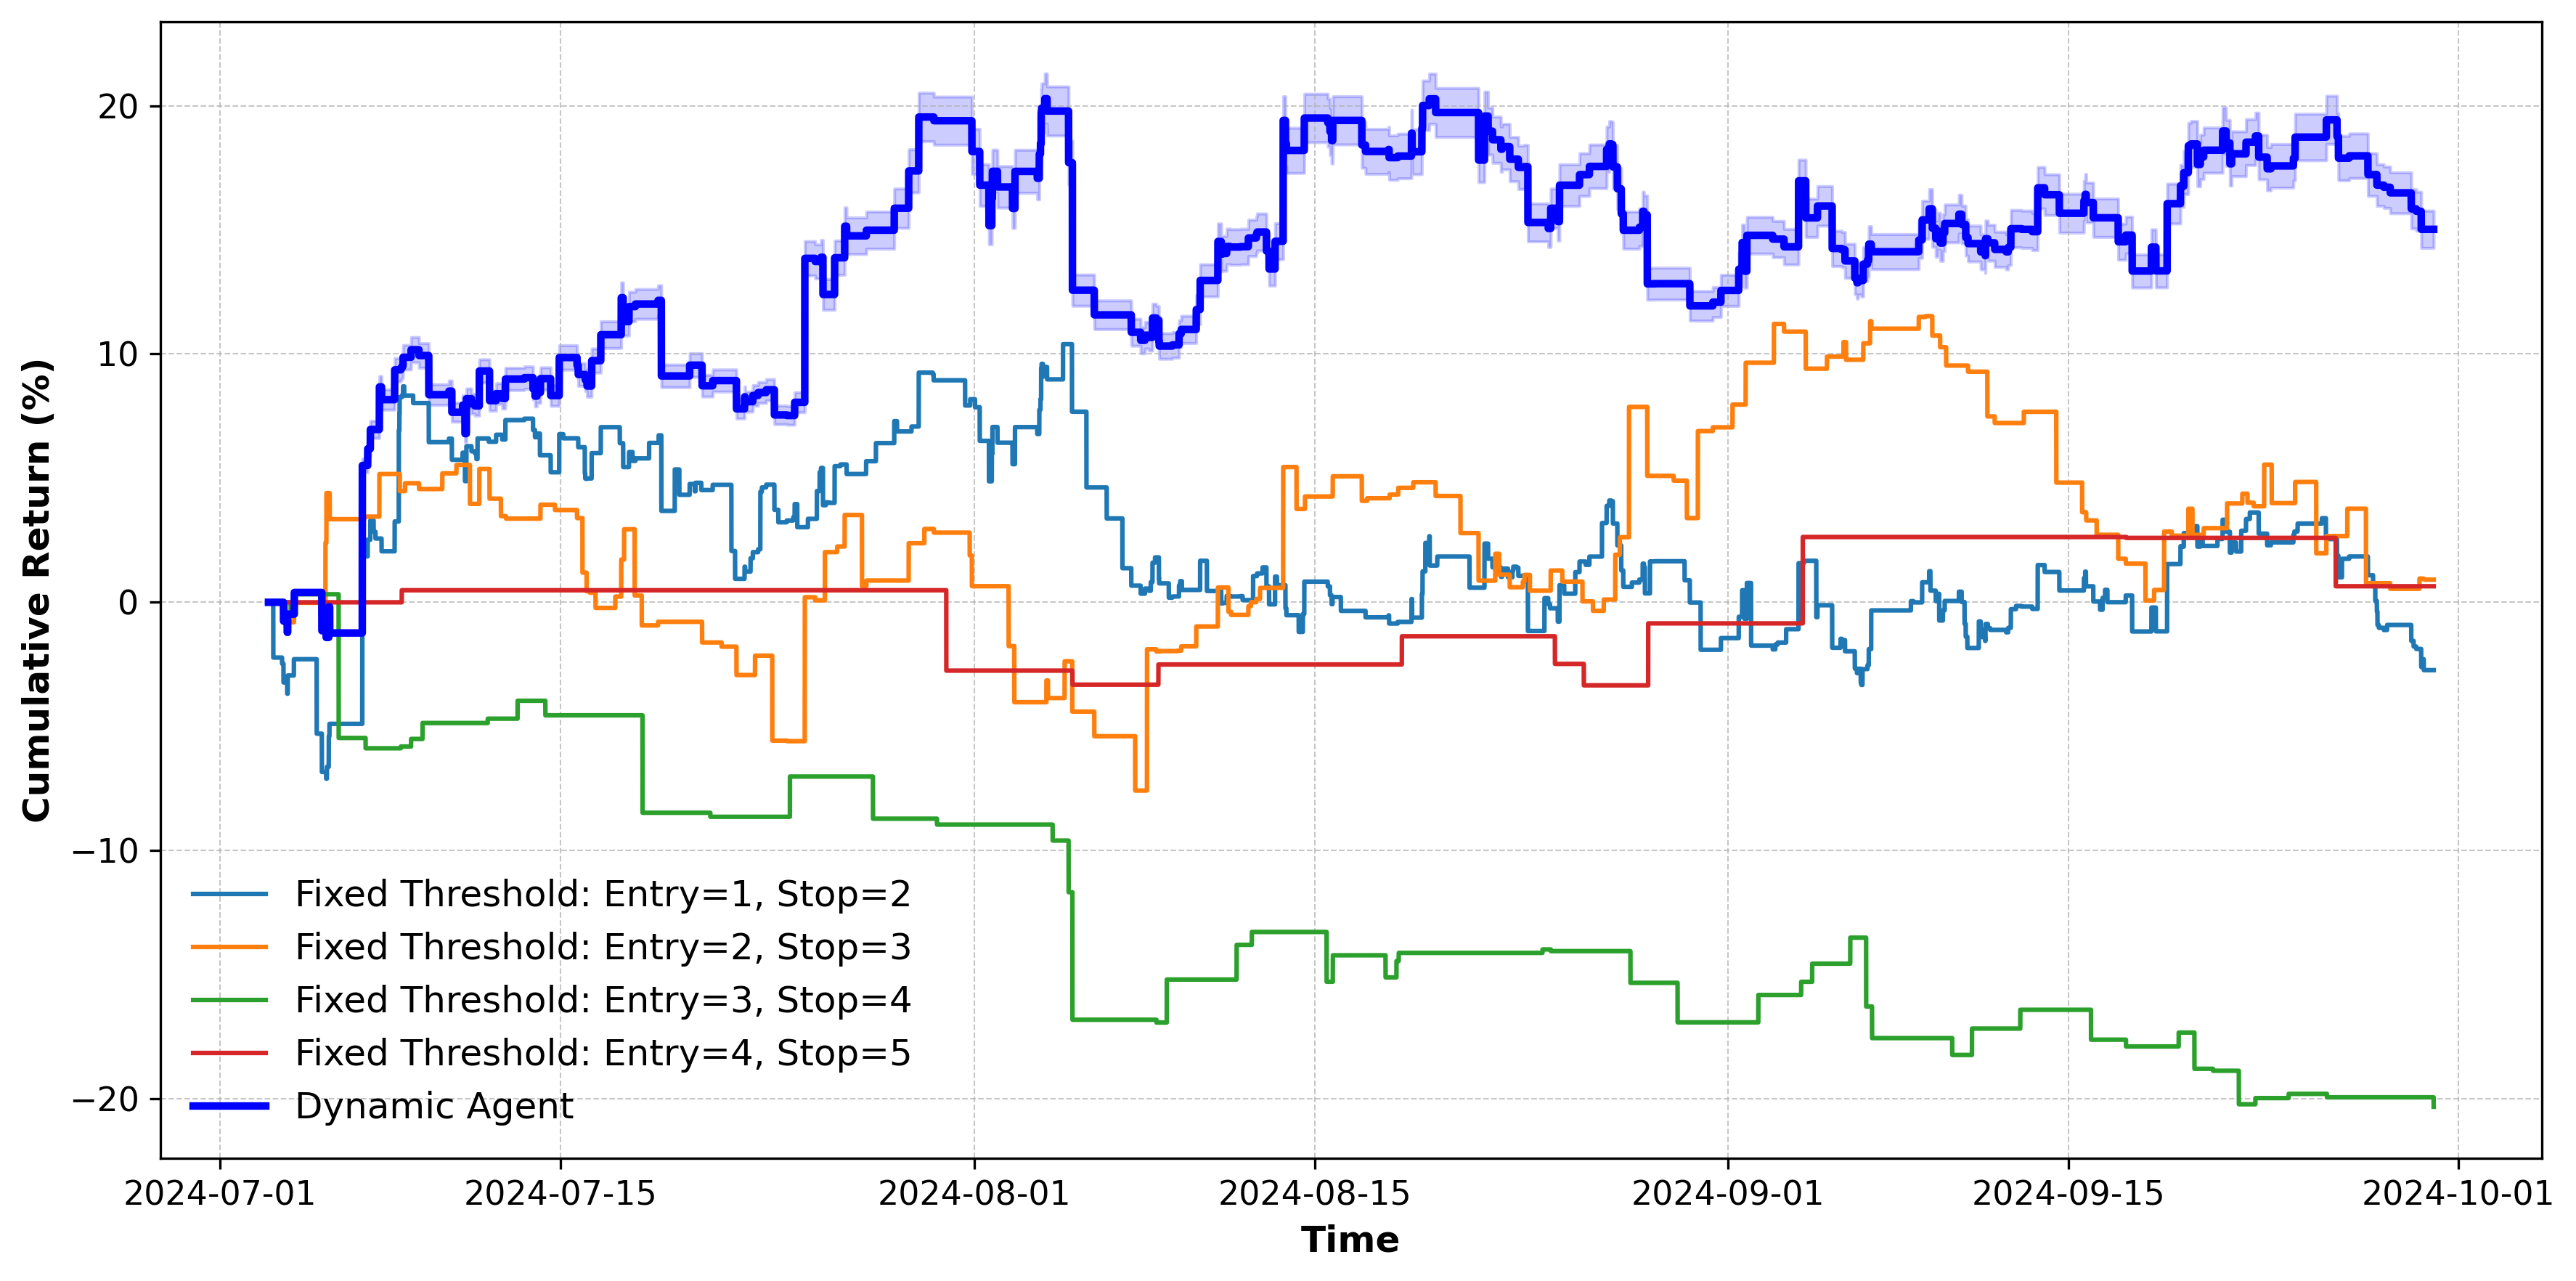 Cumulative Return (%)
20
10
0
−10
−20
Fixed Threshold: Entry=1, Stop=2
Fixed Threshold: Entry=2, Stop=3
Fixed Threshold: Entry=3, Stop=4
Fixed Threshold: Entry=4, Stop=5
Dynamic Agent
2024-07-01 2024-07-15 2024-08-01 2024-08-15 2024-09-01 2024-09-15 2024-10-01
Time